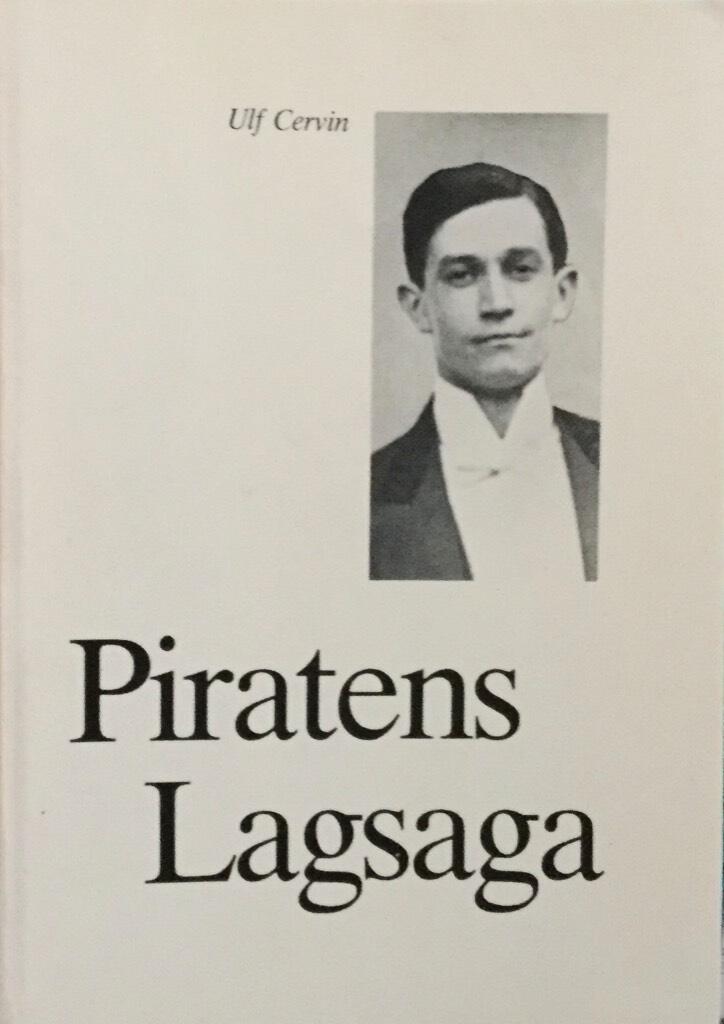 Ulf Cervin
Piratens
Lagsaga